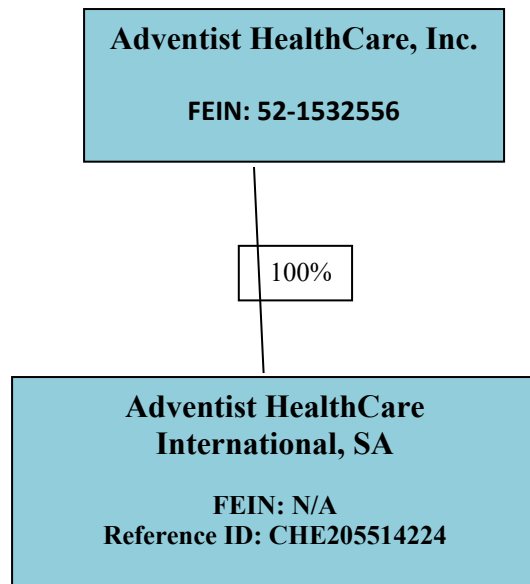 Adventist HealthCare, Inc.
FEIN: 52-1532556
100%
Adventist HealthCare
International, SA
FEIN: N/A
Reference ID: CHE205514224